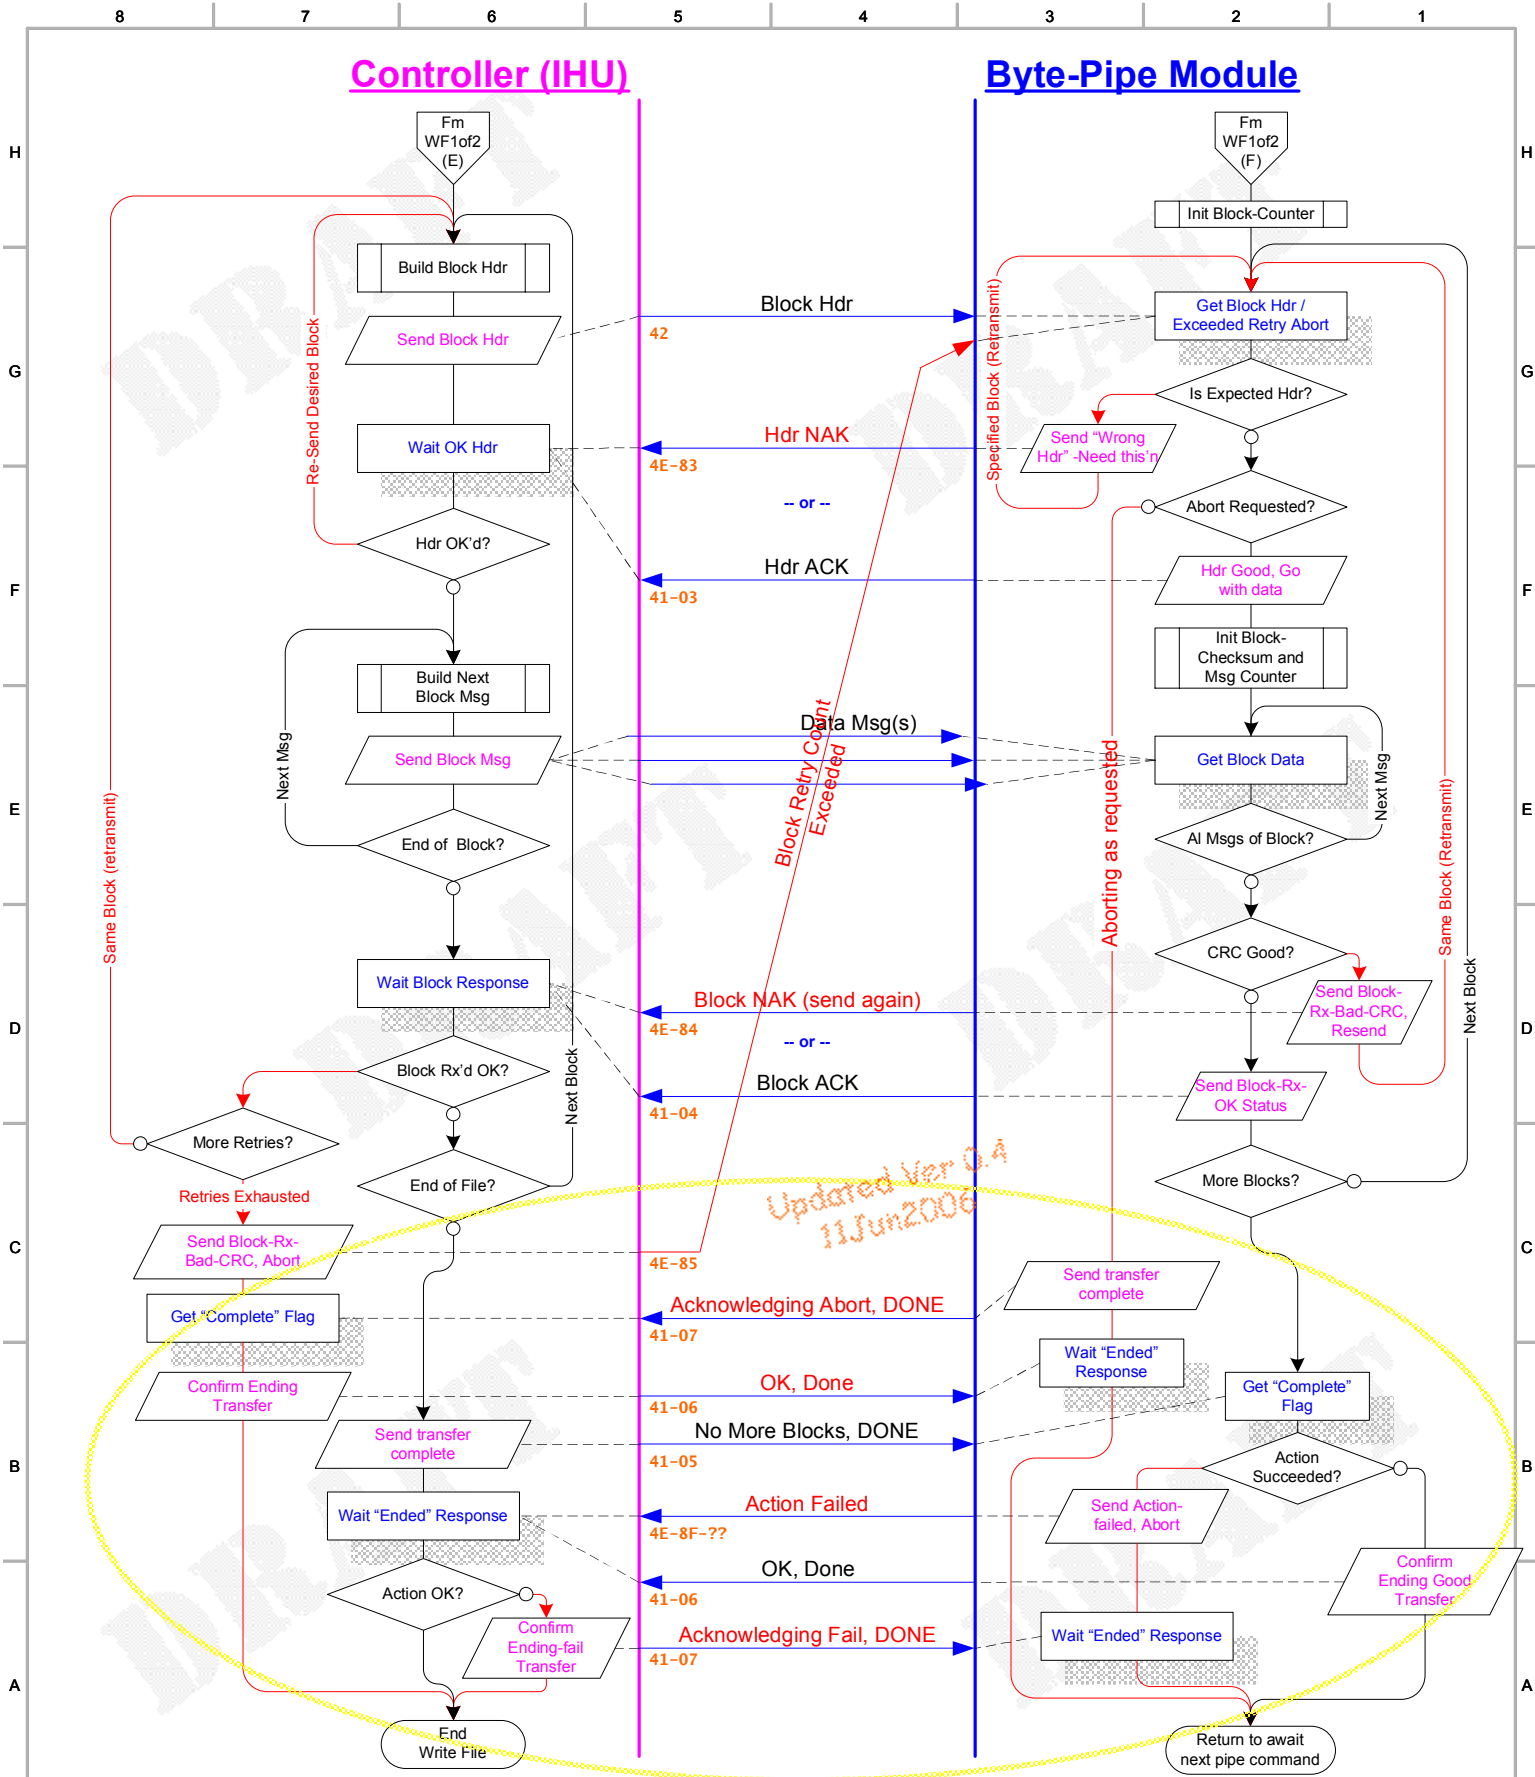 8 7 6 5 4 3 2 1
Controller (IHU)
Byte-Pipe Module
Fm
WF1of2
(E)
Fm
WF1of2
(F)
H
H
Init Block-Counter
Build Block Hdr
Block Hdr
Get Block Hdr /
Exceeded Retry Abort
Send Block Hdr
42
G
G
Re-Send Desired Block
Specified Block (Retransmit)
Is Expected Hdr?
Wait OK Hdr
Hdr NAK
4E-83
Send “Wrong
Hdr” -Need this'n
-- or --
Abort Requested?
Hdr OK’d?
Hdr ACK
41-03
Hdr Good, Go
with data
F
F
Init Block-
Checksum and
Msg Counter
Build Next
Block Msg
Data Msg(s)
Send Block Msg
Get Block Data
Next Msg
Next Msg
Block Retry Count
Exceeded
E
E
End of  Block?
Al Msgs of Block?
Same Block (retransmit)
Aborting as requested
Same Block (Retransmit)
CRC Good?
Wait Block Response
Block NAK (send again)
4E-84
Send Block-
Rx-Bad-CRC,
Resend
Next Block
D
D
-- or --
Block Rx’d OK?
Next Block
Block ACK
41-04
Send Block-Rx-
OK Status
More Retries?
End of File?
More Blocks?
Updated Ver 0.4
11Jun2006
Retries Exhausted
Send Block-Rx-
Bad-CRC, Abort
4E-85
C
C
Send transfer
complete
Get “Complete” Flag
Acknowledging Abort, DONE
41-07
Wait “Ended”
Response
Confirm Ending
Transfer
OK, Done
41-06
Get “Complete”
Flag
Send transfer
complete
No More Blocks, DONE
41-05
B
B
Action
Succeeded?
Wait “Ended” Response
Action Failed
4E-8F-??
Send Action-
failed, Abort
Action OK?
OK, Done
41-06
Confirm
Ending Good
Transfer
Confirm
Ending-fail
Transfer
Acknowledging Fail, DONE
41-07
Wait “Ended” Response
A
A
End
Write File
Return to await
next pipe command
DRAFT
DRAFT
DRAFT
DRAFT
DRAFT
DRAFT